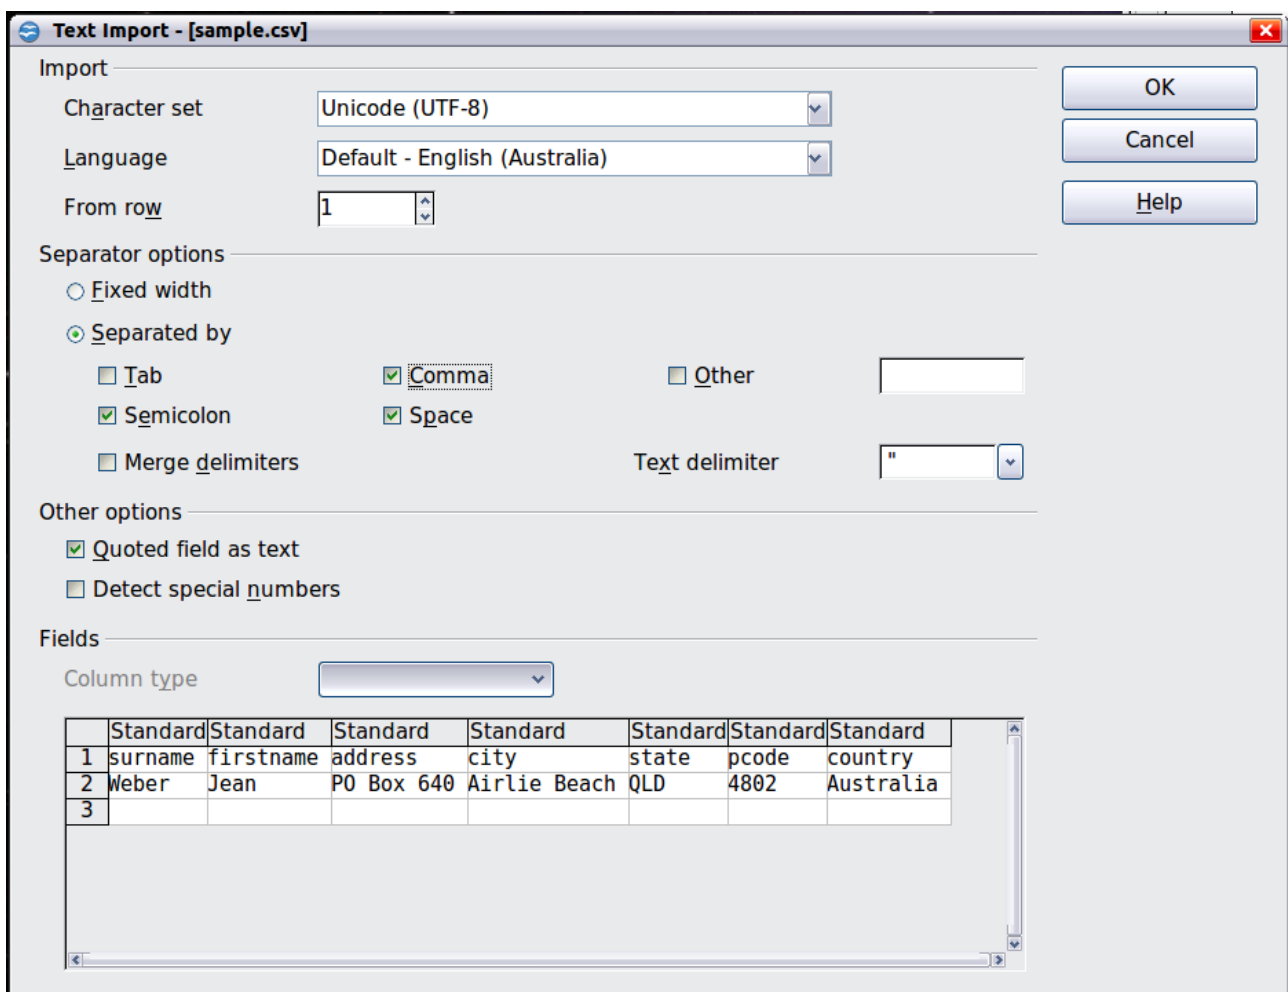 Text Import - [sample.csv]
Import
OK
Character set Unicode (UTF-8)
Cancel
Language Default - English (Australia)
From row 1
Help
Separator options
Fixed width
Separated by
Tab Comma Other
Semicolon Space
Merge delimiters Text delimiter "
Other options
Quoted field as text
Detect special numbers
Fields
Column type
Standard Standard Standard Standard Standard Standard Standard
1 surname firstname address city state pcode country
2 Weber Jean PO Box 640 Airlie Beach QLD 4802 Australia
3